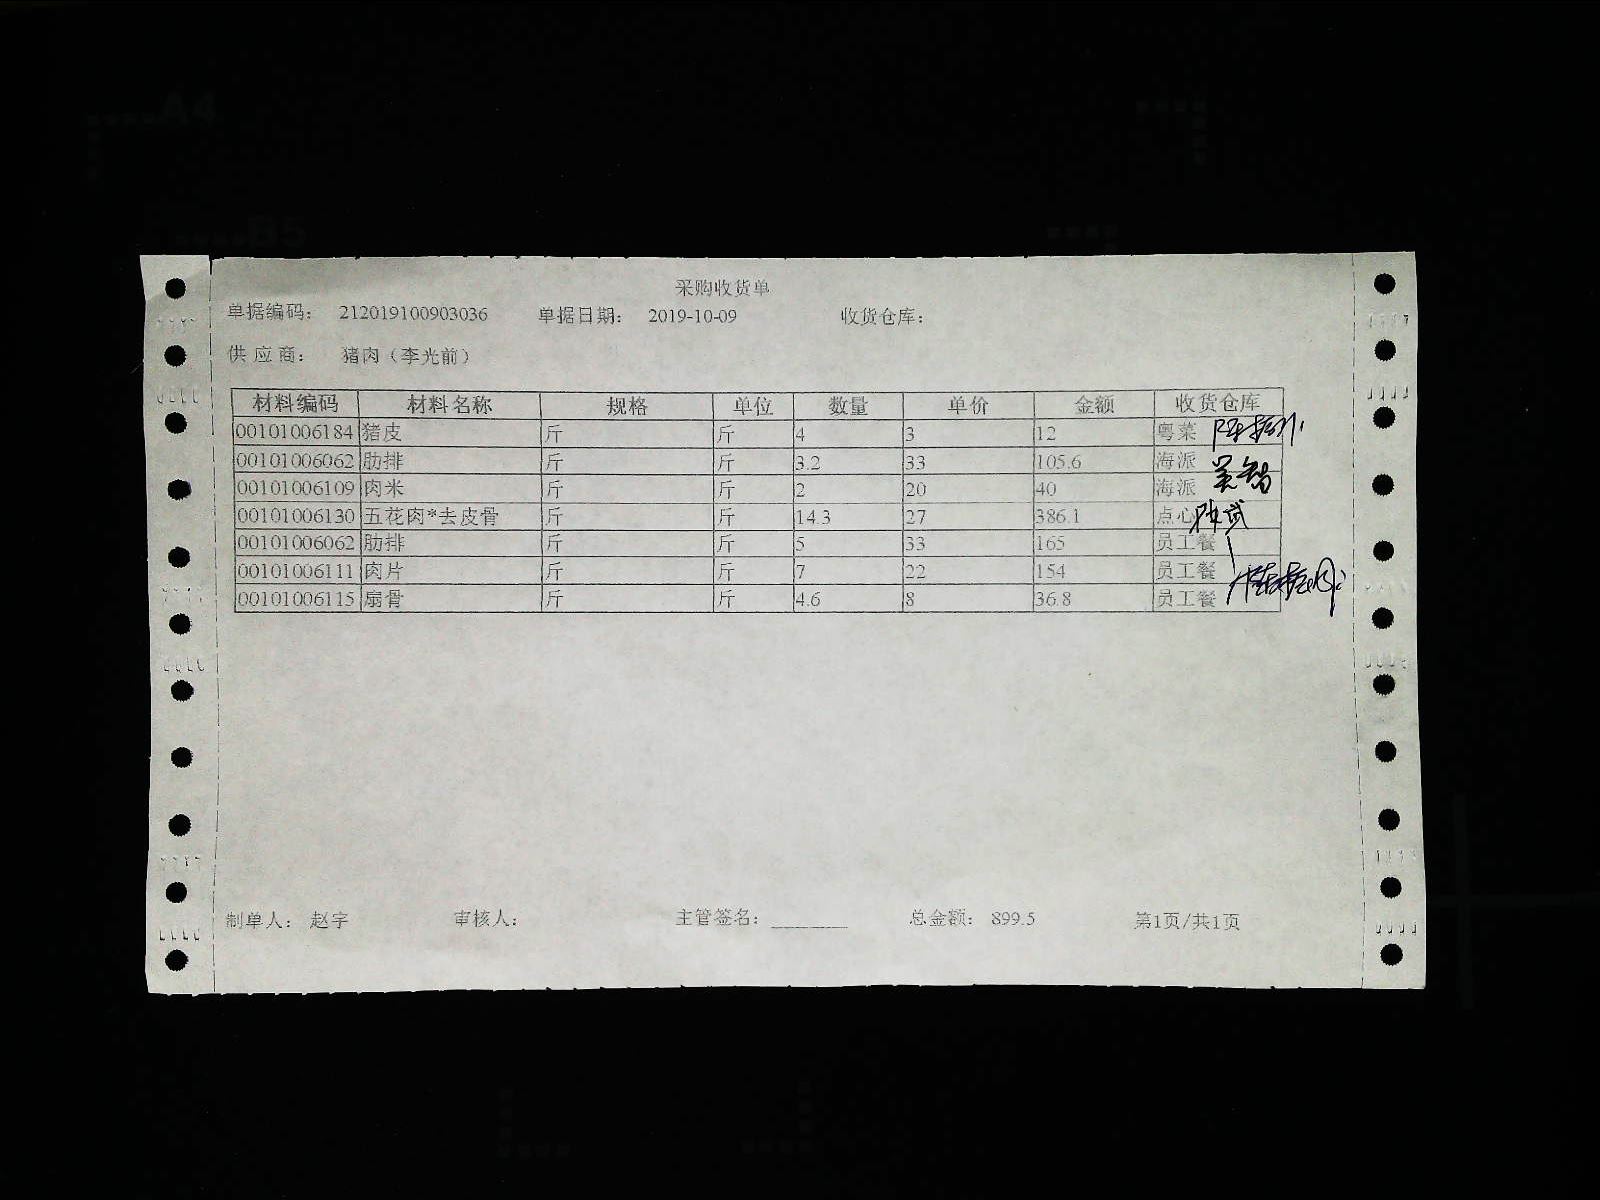 A4
B5
采购收货单
单据编码： 212019100903036 单据日期： 2019-10-09 收货仓库：
供应商： 猪肉（李光前）
材料编码 材料名称 规格 单位 数量 单价 金额 收货仓库
00101006184 猪皮 斤 斤 4 3 12 粤菜
00101006062 肋排 斤 斤 3.2 33 105.6 海派
00101006109 肉米 斤 斤 2 20 40 海派
00101006130 五花肉*去皮骨 斤 斤 14.3 27 386.1 点心
00101006062 肋排 斤 斤 5 33 165 员工餐
00101006111 肉片 斤 斤 7 22 154 员工餐
00101006115 扇骨 斤 斤 4.6 8 36.8 员工餐
制单人： 赵宇 审核人： 主管签名： 总金额： 899.5 第1页/共1页